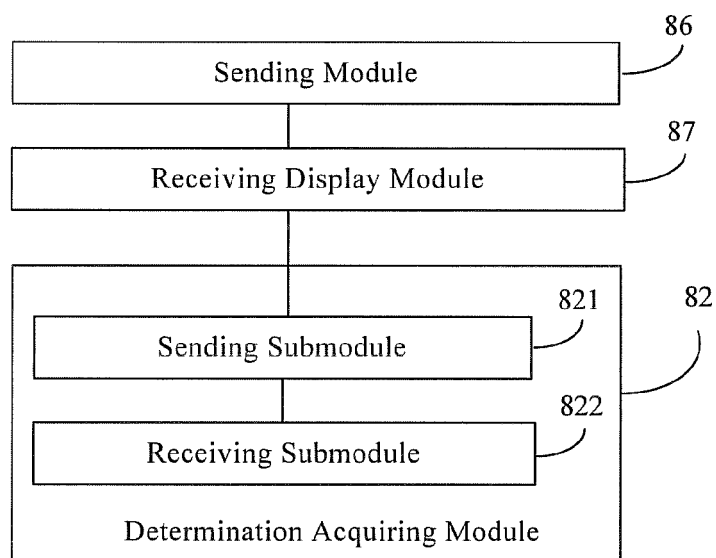 86
Sending Module
87
Receiving Display Module
821
82
Sending Submodule
822
Receiving Submodule
Determination Acquiring Module